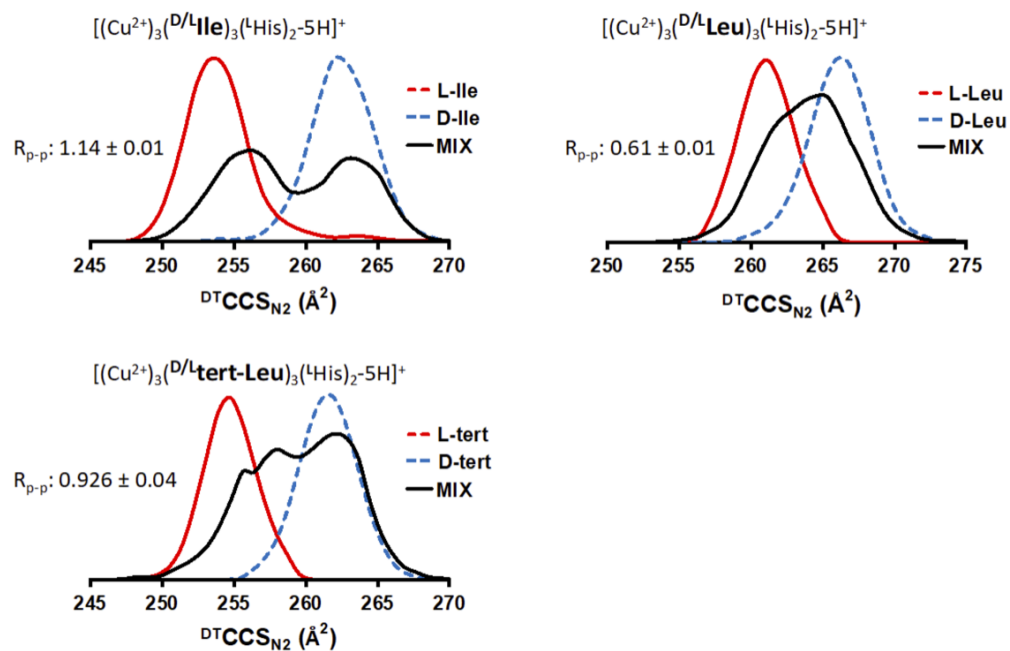 [(Cu²⁺)₃(ᴰ/ᴸIle)₃(ᴸHis)₂-5H]⁺
L-Ile
D-Ile
MIX
Rₚ₋ₚ: 1.14 ± 0.01
245 250 255 260 265 270
ᴰᵀCCS_N2 (Å²)
[(Cu²⁺)₃(ᴰ/ᴸLeu)₃(ᴸHis)₂-5H]⁺
L-Leu
D-Leu
MIX
Rₚ₋ₚ: 0.61 ± 0.01
250 255 260 265 270 275
ᴰᵀCCS_N2 (Å²)
[(Cu²⁺)₃(ᴰ/ᴸtert-Leu)₃(ᴸHis)₂-5H]⁺
L-tert
D-tert
MIX
Rₚ₋ₚ: 0.926 ± 0.04
245 250 255 260 265 270
ᴰᵀCCS_N2 (Å²)